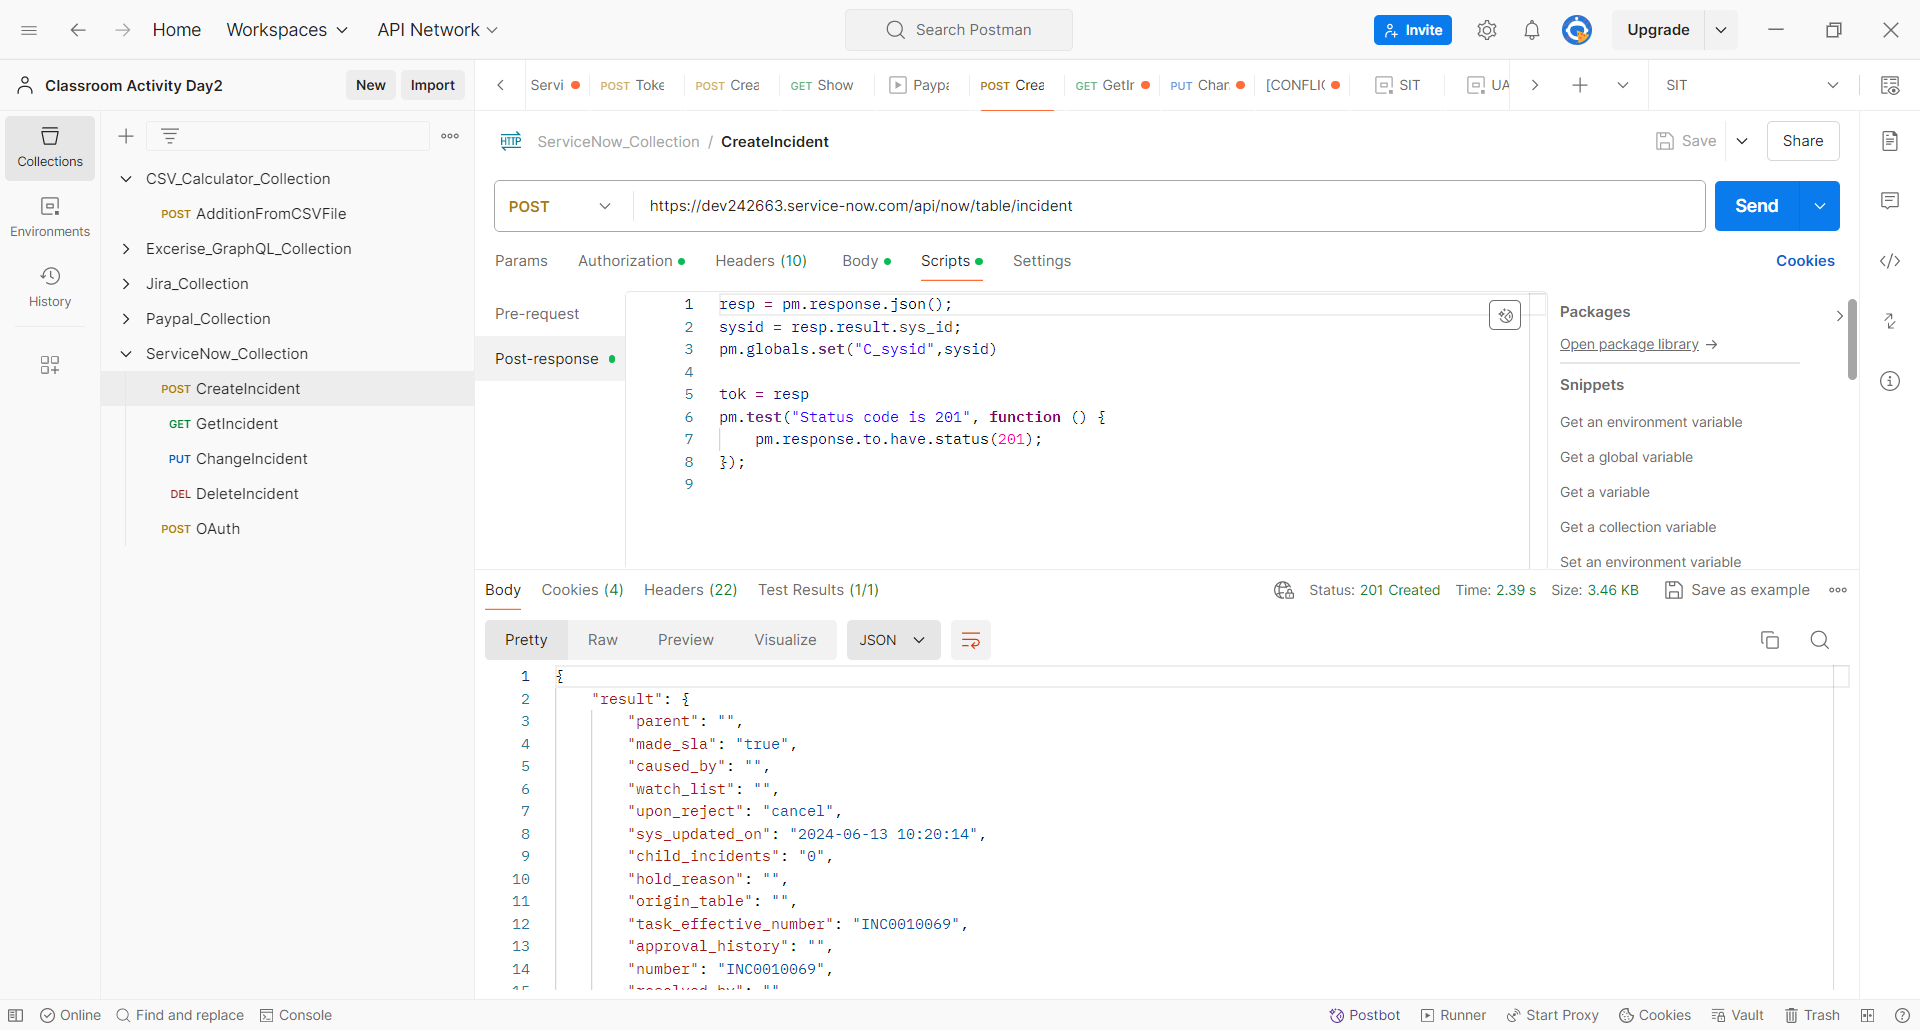 Home Workspaces API Network Search Postman Invite Upgrade
Classroom Activity Day2 New Import
Servi POST Toke POST Crea GET Show Paypa POST Crea GET GetIr PUT Char [CONFLIC SIT UA SIT
Collections
Environments
History
CSV_Calculator_Collection
POST AdditionFromCSVFile
Excerise_GraphQL_Collection
Jira_Collection
Paypal_Collection
ServiceNow_Collection
POST CreateIncident
GET GetIncident
PUT ChangeIncident
DEL DeleteIncident
POST OAuth
HTTP ServiceNow_Collection / CreateIncident Save Share
POST https://dev242663.service-now.com/api/now/table/incident Send
Params Authorization Headers (10) Body Scripts Settings Cookies
Pre-request
Post-response
1 resp = pm.response.json();
2 sysid = resp.result.sys_id;
3 pm.globals.set("C_sysid",sysid)
4
5 tok = resp
6 pm.test("Status code is 201", function () {
7 pm.response.to.have.status(201);
8 });
9
Packages
Open package library →
Snippets
Get an environment variable
Get a global variable
Get a variable
Get a collection variable
Set an environment variable
Body Cookies (4) Headers (22) Test Results (1/1) Status: 201 Created Time: 2.39 s Size: 3.46 KB Save as example
Pretty Raw Preview Visualize JSON
1 {
2 "result": {
3 "parent": "",
4 "made_sla": "true",
5 "caused_by": "",
6 "watch_list": "",
7 "upon_reject": "cancel",
8 "sys_updated_on": "2024-06-13 10:20:14",
9 "child_incidents": "0",
10 "hold_reason": "",
11 "origin_table": "",
12 "task_effective_number": "INC0010069",
13 "approval_history": "",
14 "number": "INC0010069",
Online Find and replace Console Postbot Runner Start Proxy Cookies Vault Trash